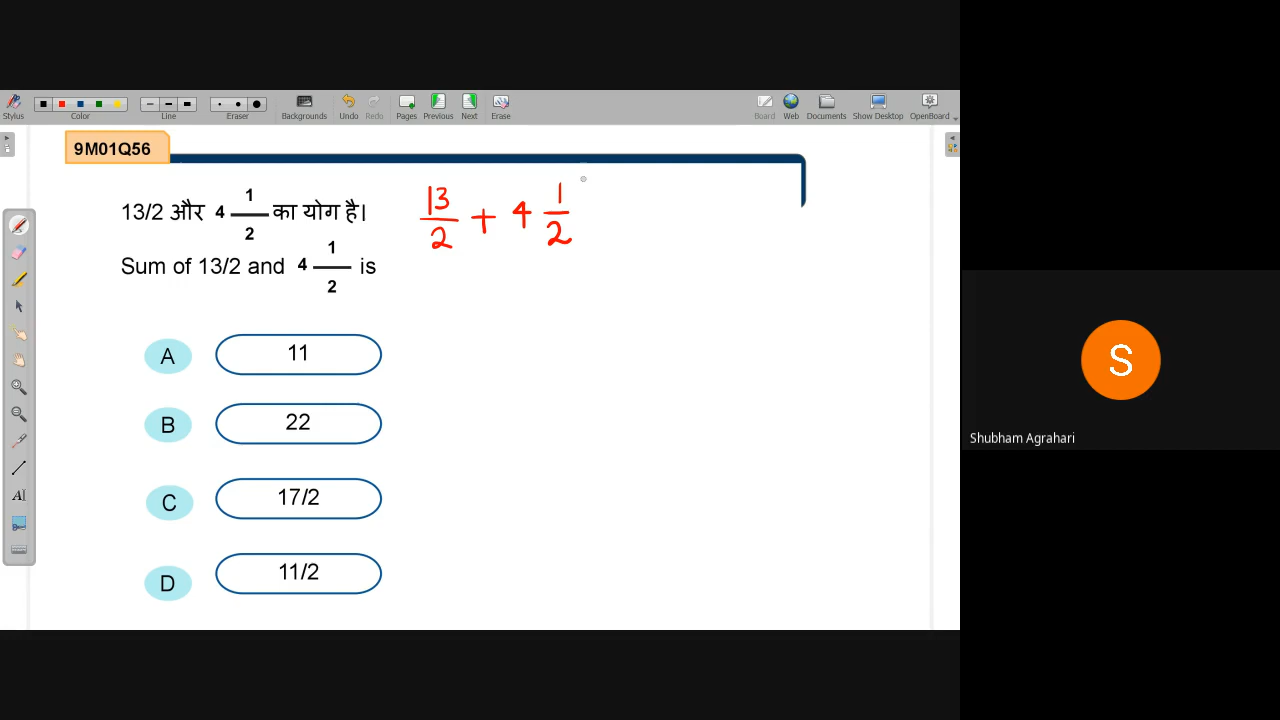 Stylus Color Line Eraser Backgrounds Undo Redo Pages Previous Next Erase Board Web Documents Show Desktop OpenBoard
9M01Q56
13/2 और 4 1/2 का योग है।
13/2 + 4 1/2
Sum of 13/2 and 4 1/2 is
A 11
B 22
C 17/2
D 11/2
S
Shubham Agrahari